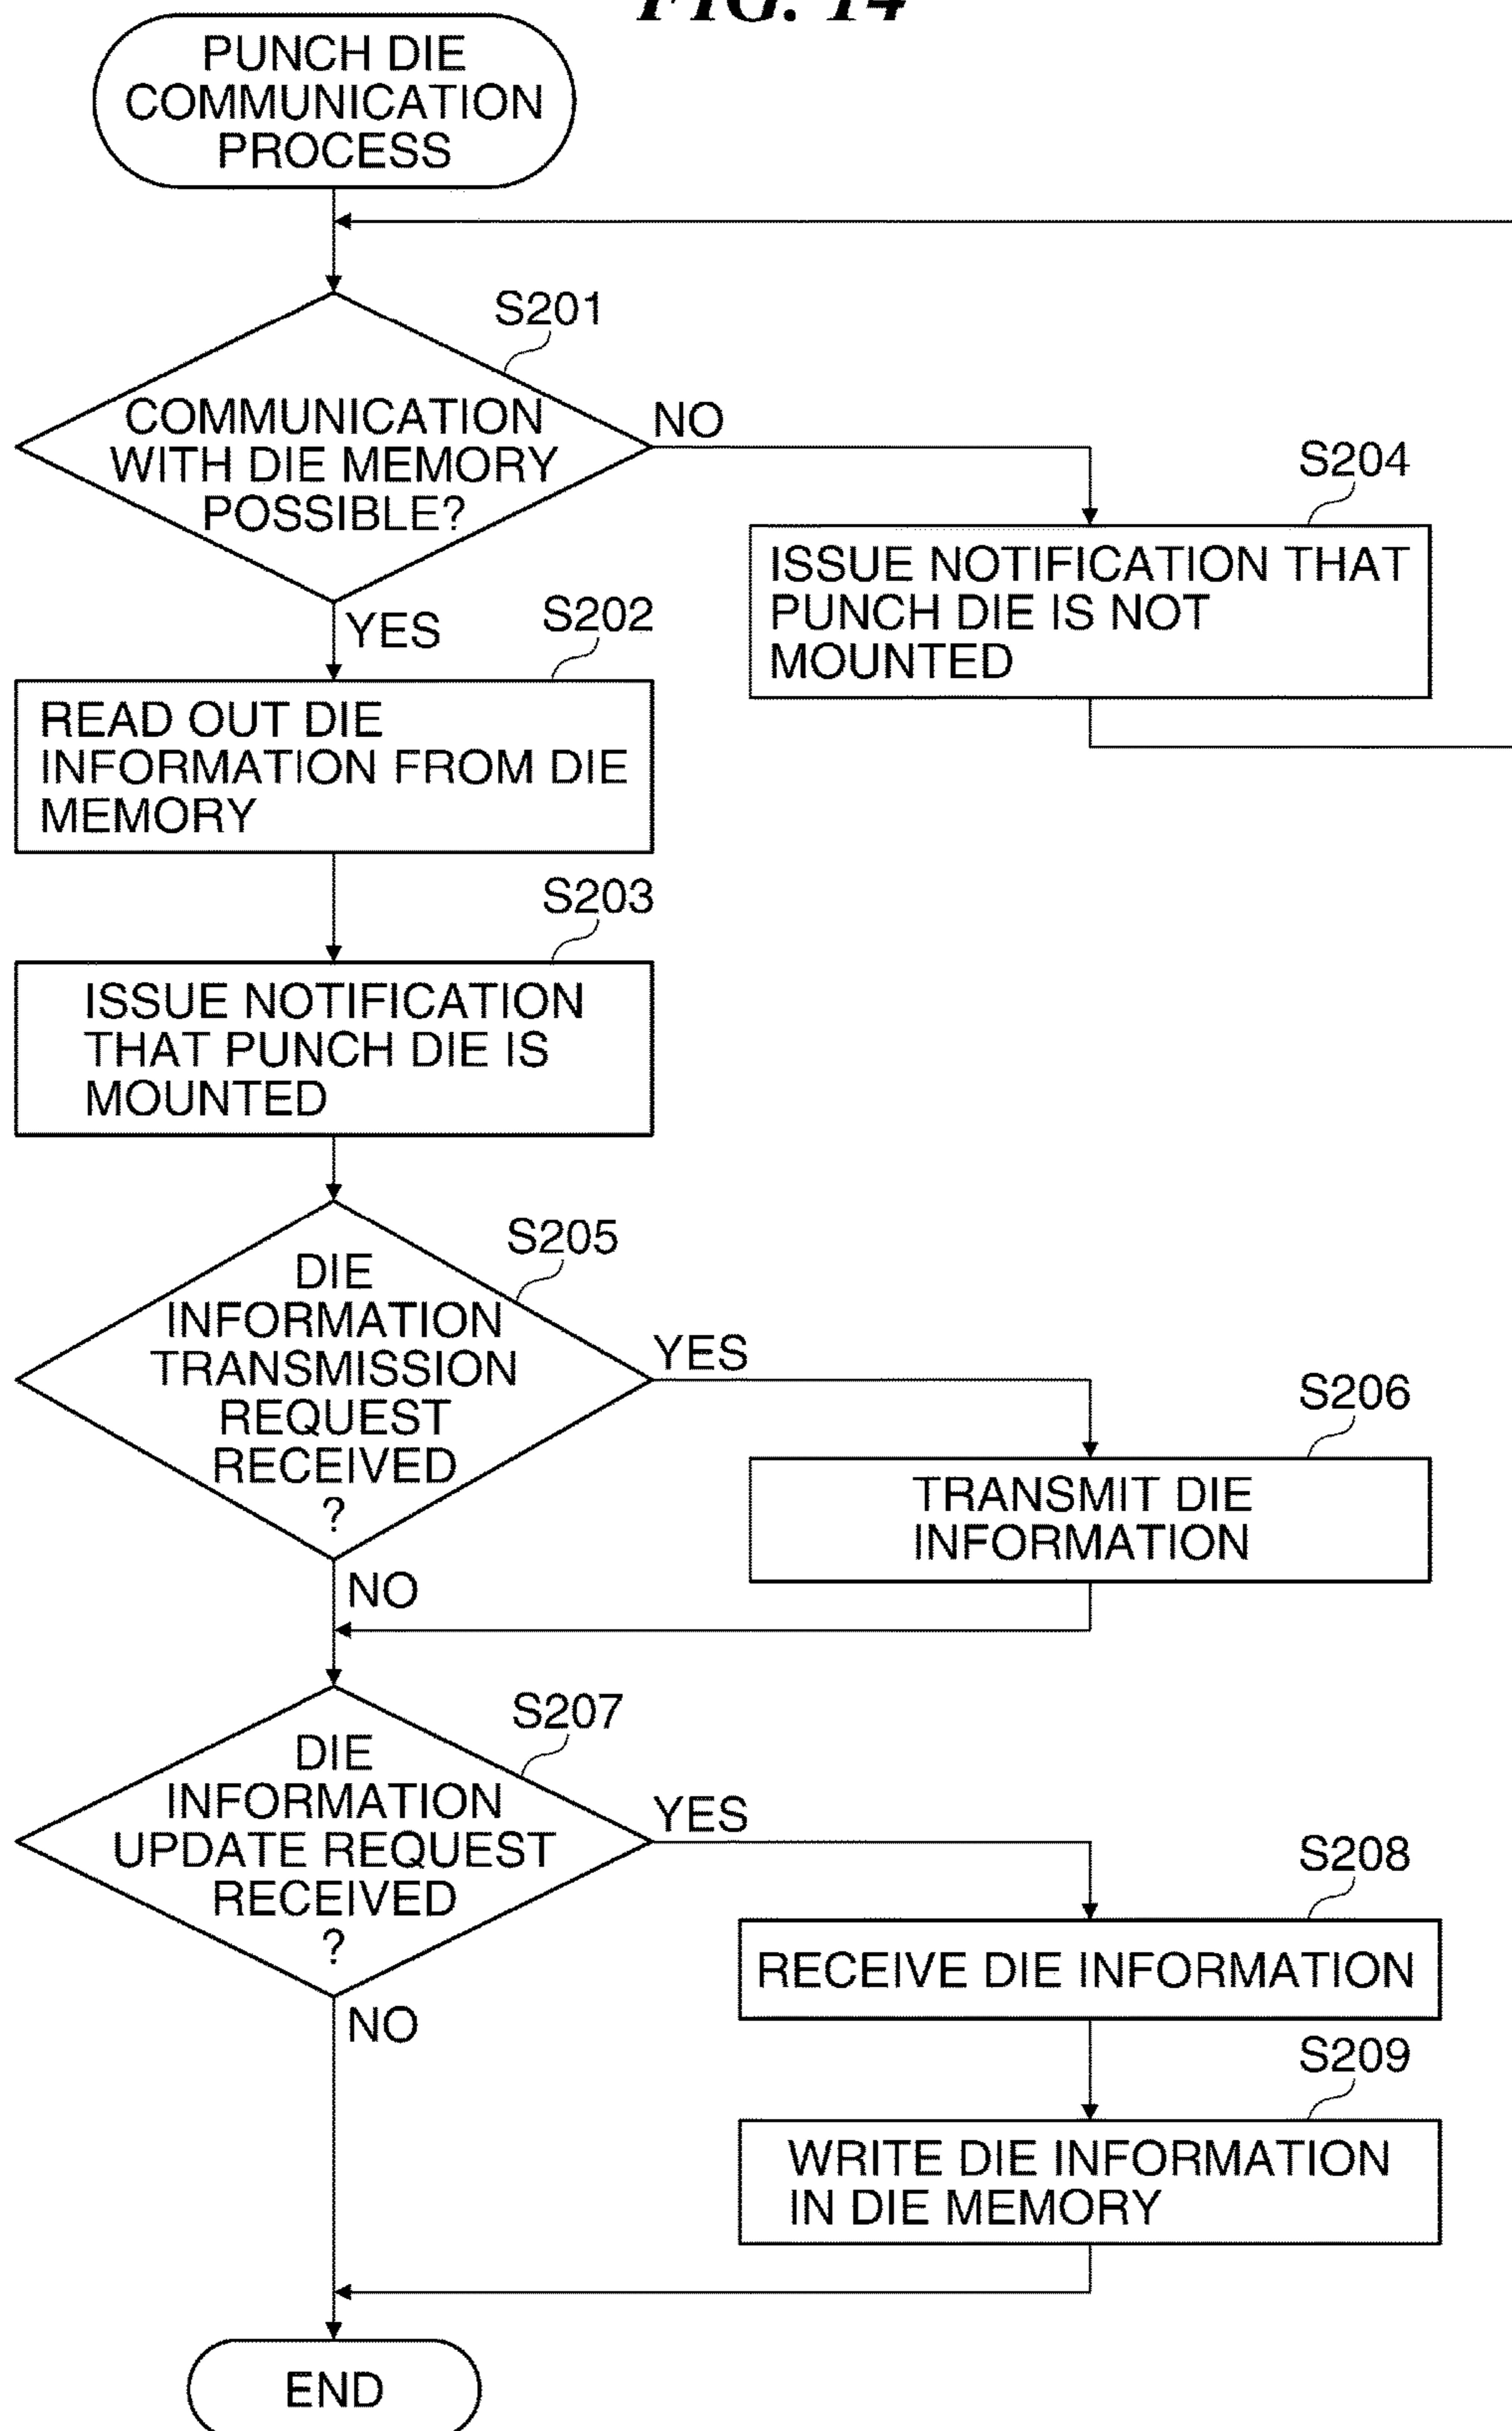 FIG. 14
PUNCH DIE
COMMUNICATION
PROCESS
S201
COMMUNICATION
WITH DIE MEMORY
POSSIBLE?
NO
S204
ISSUE NOTIFICATION THAT
PUNCH DIE IS NOT
MOUNTED
YES
S202
READ OUT DIE
INFORMATION FROM DIE
MEMORY
S203
ISSUE NOTIFICATION
THAT PUNCH DIE IS
MOUNTED
S205
DIE
INFORMATION
TRANSMISSION
REQUEST
RECEIVED
?
YES
S206
TRANSMIT DIE
INFORMATION
NO
S207
DIE
INFORMATION
UPDATE REQUEST
RECEIVED
?
YES
S208
RECEIVE DIE INFORMATION
NO
S209
WRITE DIE INFORMATION
IN DIE MEMORY
END